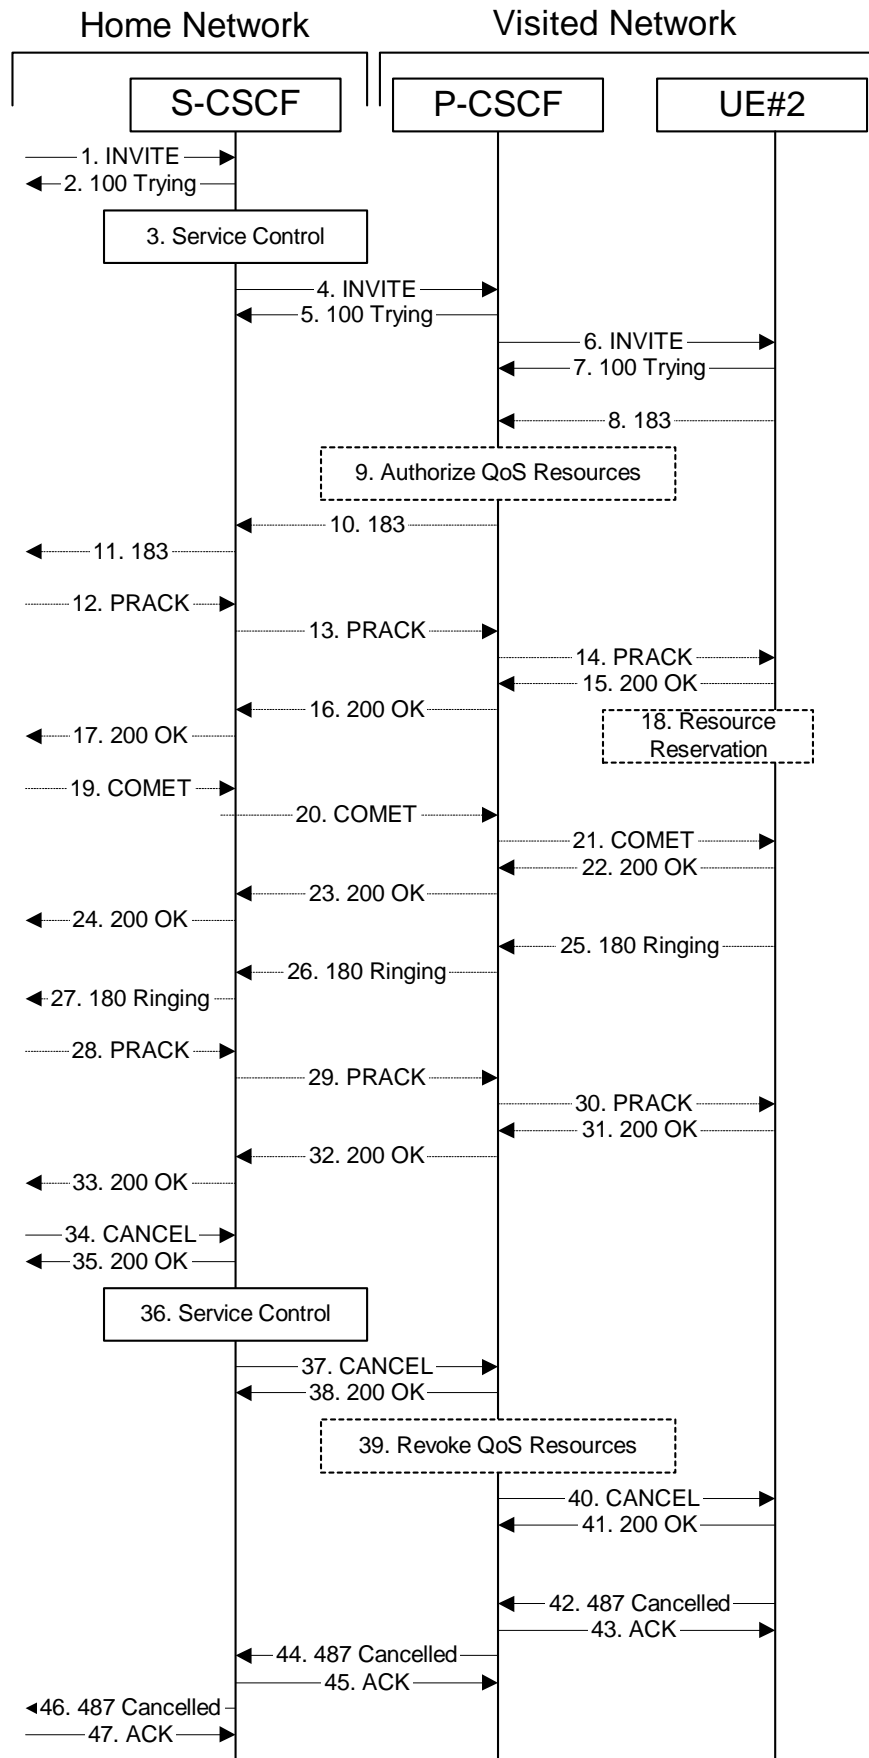 Home Network
Visited Network
S-CSCF
P-CSCF
UE#2
1. INVITE
2. 100 Trying
3. Service Control
4. INVITE
5. 100 Trying
6. INVITE
7. 100 Trying
8. 183
9. Authorize QoS Resources
10. 183
11. 183
12. PRACK
13. PRACK
14. PRACK
15. 200 OK
16. 200 OK
17. 200 OK
18. Resource
Reservation
19. COMET
20. COMET
21. COMET
22. 200 OK
23. 200 OK
24. 200 OK
25. 180 Ringing
26. 180 Ringing
27. 180 Ringing
28. PRACK
29. PRACK
30. PRACK
31. 200 OK
32. 200 OK
33. 200 OK
34. CANCEL
35. 200 OK
36. Service Control
37. CANCEL
38. 200 OK
39. Revoke QoS Resources
40. CANCEL
41. 200 OK
42. 487 Cancelled
43. ACK
44. 487 Cancelled
45. ACK
46. 487 Cancelled
47. ACK